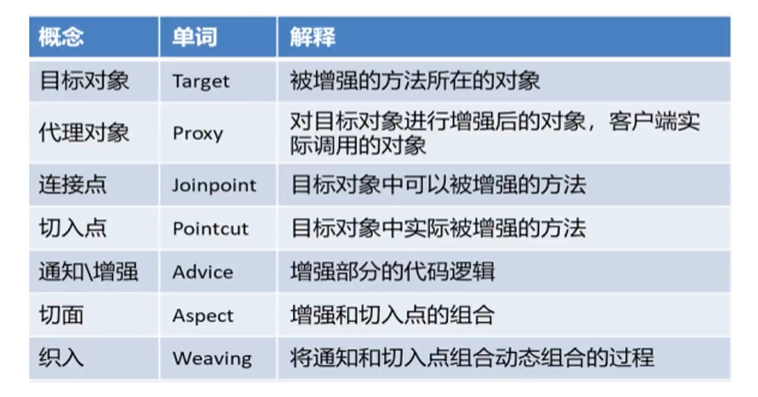 概念 单词 解释
目标对象 Target 被增强的方法所在的对象
代理对象 Proxy 对目标对象进行增强后的对象，客户端实
际调用的对象
连接点 Joinpoint 目标对象中可以被增强的方法
切入点 Pointcut 目标对象中实际被增强的方法
通知\增强 Advice 增强部分的代码逻辑
切面 Aspect 增强和切入点的组合
织入 Weaving 将通知和切入点组合动态组合的过程